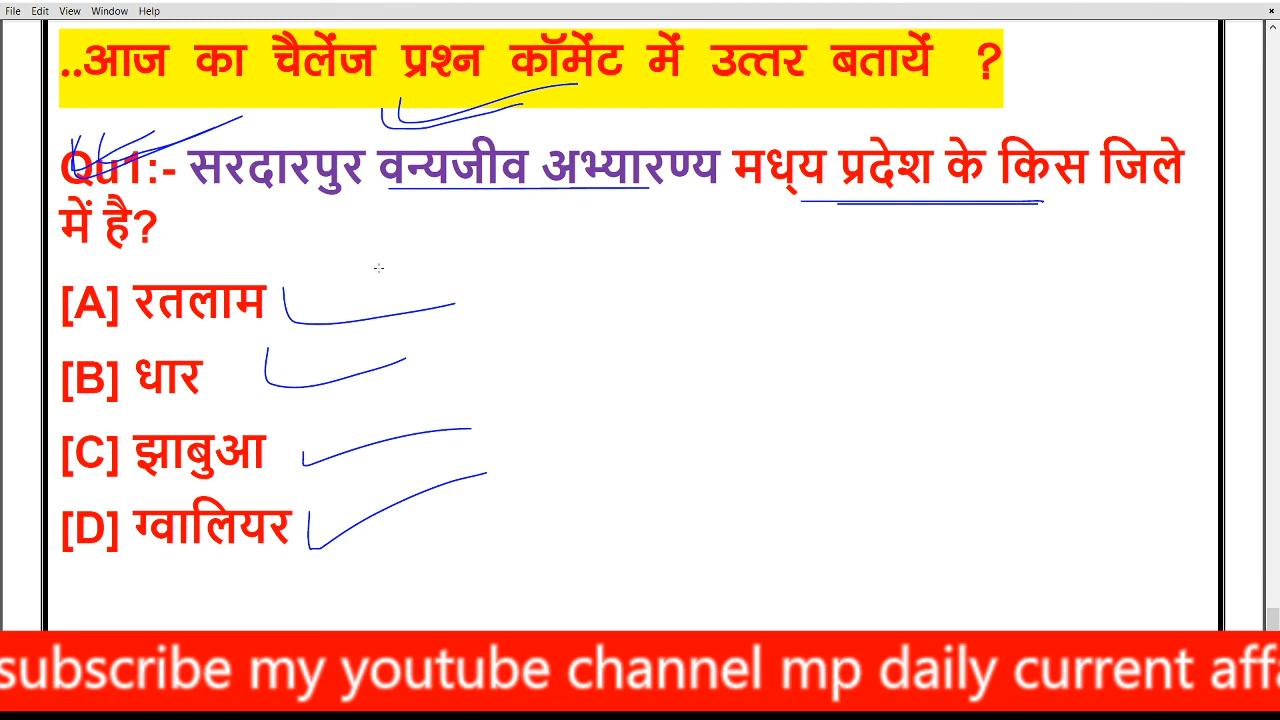 File Edit View Window Help
..आज का चैलेंज प्रश्न कॉमेंट में उत्तर बतायें ?
Qu1:- सरदारपुर वन्यजीव अभ्यारण्य मध्य प्रदेश के किस जिले
में है?
[A] रतलाम
[B] धार
[C] झाबुआ
[D] ग्वालियर
subscribe my youtube channel mp daily current affa